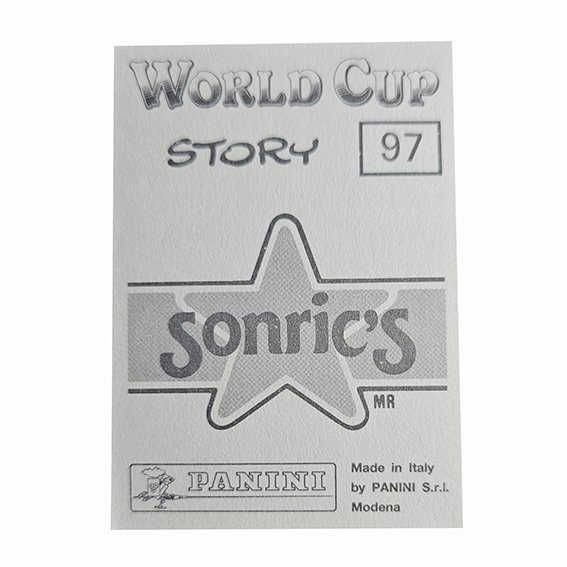 WORLD CUP
STORY 97
sonric's
MR
PANINI
Made in Italy
by PANINI S.r.l.
Modena